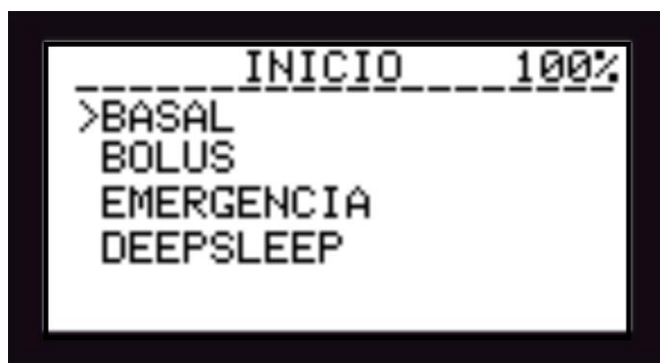 INICIO 100%
>BASAL
BOLUS
EMERGENCIA
DEEPSLEEP